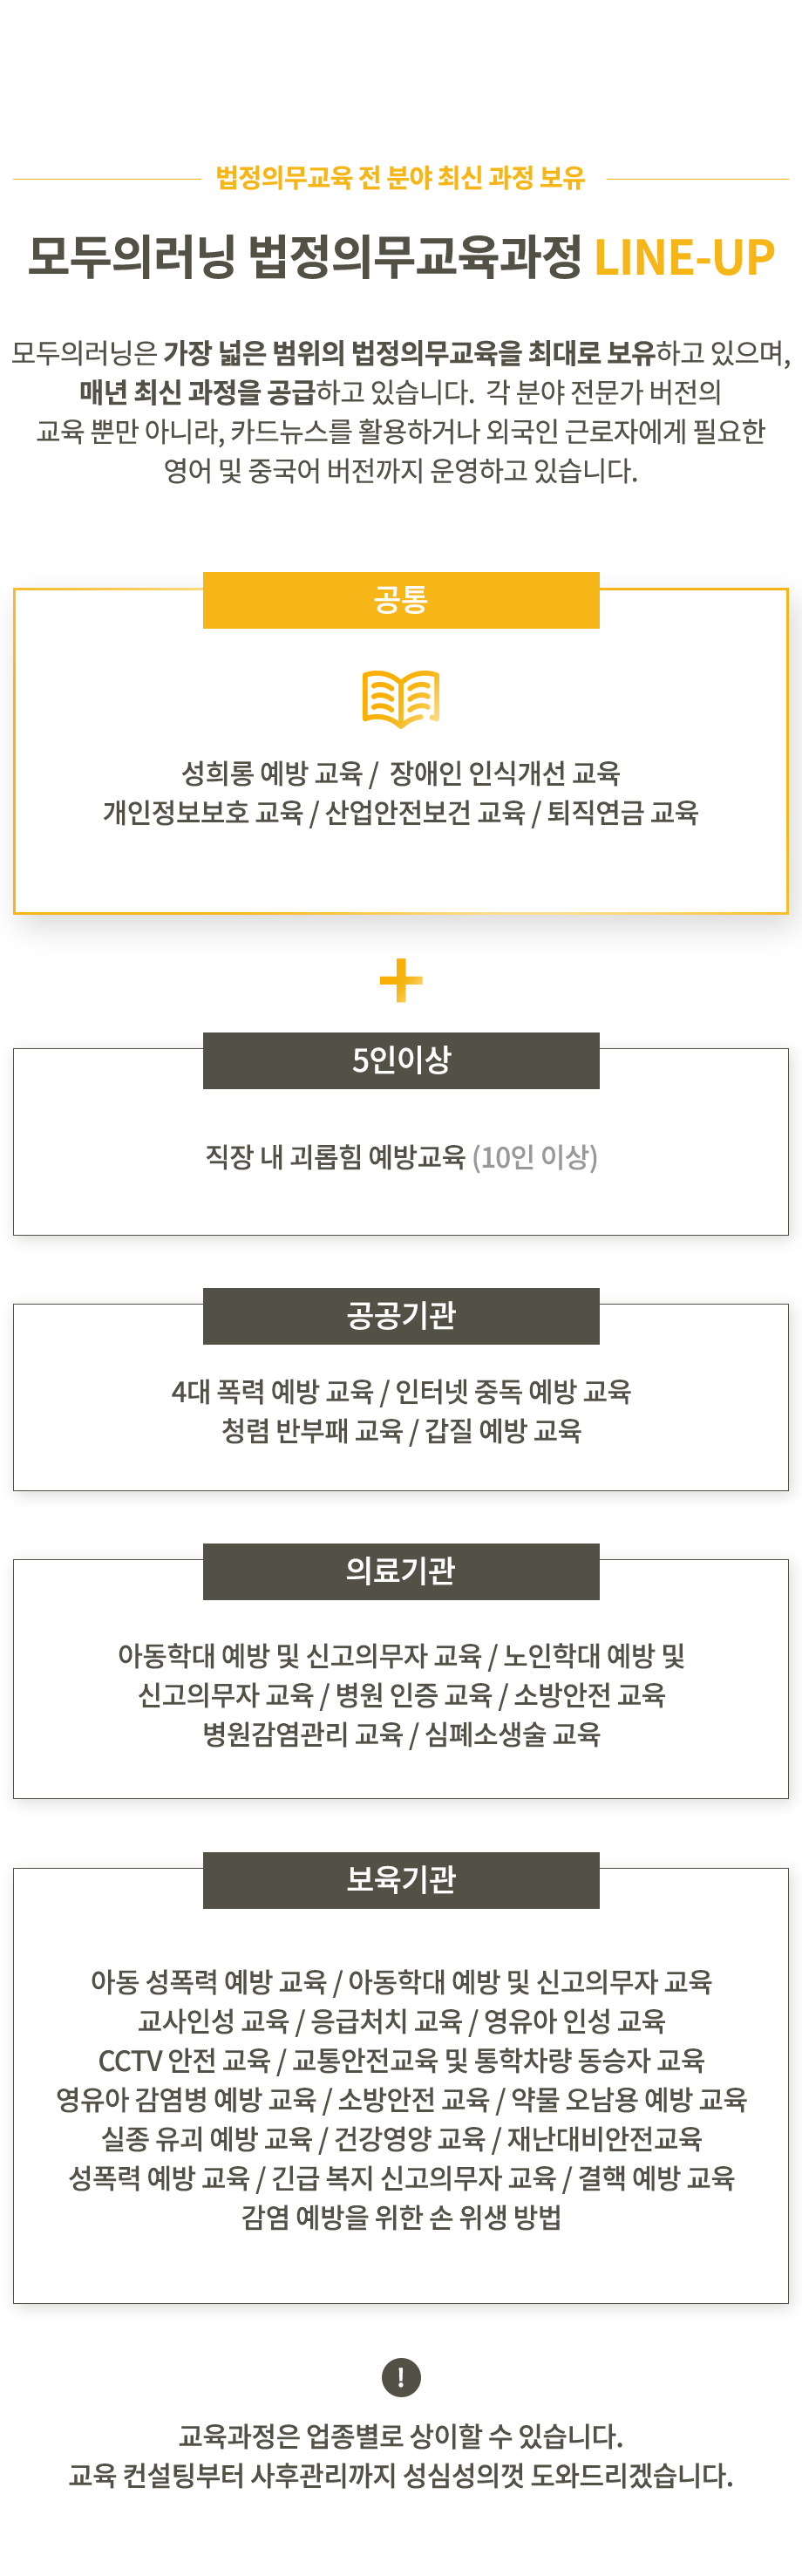 법정의무교육 전 분야 최신 과정 보유
모두의러닝 법정의무교육과정 LINE-UP
모두의러닝은 가장 넓은 범위의 법정의무교육을 최대로 보유하고 있으며,
매년 최신 과정을 공급하고 있습니다. 각 분야 전문가 버전의
교육 뿐만 아니라, 카드뉴스를 활용하거나 외국인 근로자에게 필요한
영어 및 중국어 버전까지 운영하고 있습니다.
공통
성희롱 예방 교육 / 장애인 인식개선 교육
개인정보보호 교육 / 산업안전보건 교육 / 퇴직연금 교육
+
5인이상
직장 내 괴롭힘 예방교육 (10인 이상)
공공기관
4대 폭력 예방 교육 / 인터넷 중독 예방 교육
청렴 반부패 교육 / 갑질 예방 교육
의료기관
아동학대 예방 및 신고의무자 교육 / 노인학대 예방 및
신고의무자 교육 / 병원 인증 교육 / 소방안전 교육
병원감염관리 교육 / 심폐소생술 교육
보육기관
아동 성폭력 예방 교육 / 아동학대 예방 및 신고의무자 교육
교사인성 교육 / 응급처치 교육 / 영유아 인성 교육
CCTV 안전 교육 / 교통안전교육 및 통학차량 동승자 교육
영유아 감염병 예방 교육 / 소방안전 교육 / 약물 오남용 예방 교육
실종 유괴 예방 교육 / 건강영양 교육 / 재난대비안전교육
성폭력 예방 교육 / 긴급 복지 신고의무자 교육 / 결핵 예방 교육
감염 예방을 위한 손 위생 방법
!
교육과정은 업종별로 상이할 수 있습니다.
교육 컨설팅부터 사후관리까지 성심성의껏 도와드리겠습니다.